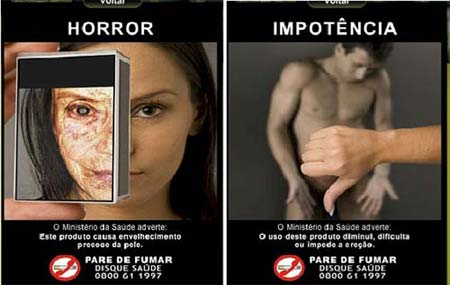 Voltar
HORROR
O Ministério da Saúde adverte:
Este produto causa envelhecimento
precoce da pele.
PARE DE FUMAR
DISQUE SAÚDE
0800 61 1997
Voltar
IMPOTÊNCIA
O Ministério da Saúde adverte:
O uso deste produto diminui, dificulta
ou impede a ereção.
PARE DE FUMAR
DISQUE SAÚDE
0800 61 1997